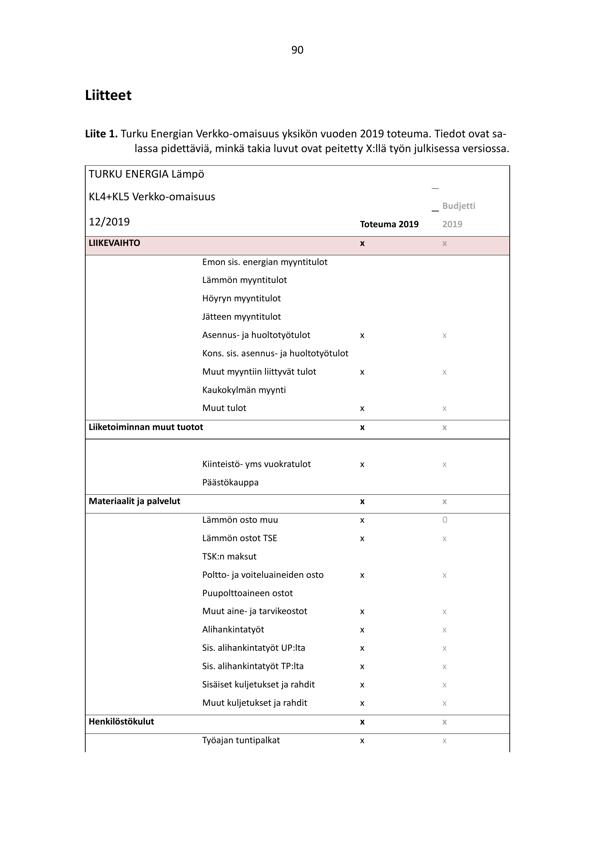 90
Liitteet
Liite 1. Turku Energian Verkko-omaisuus yksikön vuoden 2019 toteuma. Tiedot ovat sa-
lassa pidettäviä, minkä takia luvut ovat peitetty X:llä työn julkisessa versiossa.
TURKU ENERGIA Lämpö
KL4+KL5 Verkko-omaisuus
Budjetti
12/2019 Toteuma 2019 2019
LIIKEVAIHTO x x
Emon sis. energian myyntitulot
Lämmön myyntitulot
Höyryn myyntitulot
Jätteen myyntitulot
Asennus- ja huoltotyötulot x x
Kons. sis. asennus- ja huoltotyötulot
Muut myyntiin liittyvät tulot x x
Kaukokylmän myynti
Muut tulot x x
Liiketoiminnan muut tuotot x x
Kiinteistö- yms vuokratulot x x
Päästökauppa
Materiaalit ja palvelut x x
Lämmön osto muu x 0
Lämmön ostot TSE x x
TSK:n maksut
Poltto- ja voiteluaineiden osto x x
Puupolttoaineen ostot
Muut aine- ja tarvikeostot x x
Alihankintatyöt x x
Sis. alihankintatyöt UP:lta x x
Sis. alihankintatyöt TP:lta x x
Sisäiset kuljetukset ja rahdit x x
Muut kuljetukset ja rahdit x x
Henkilöstökulut x x
Työajan tuntipalkat x x